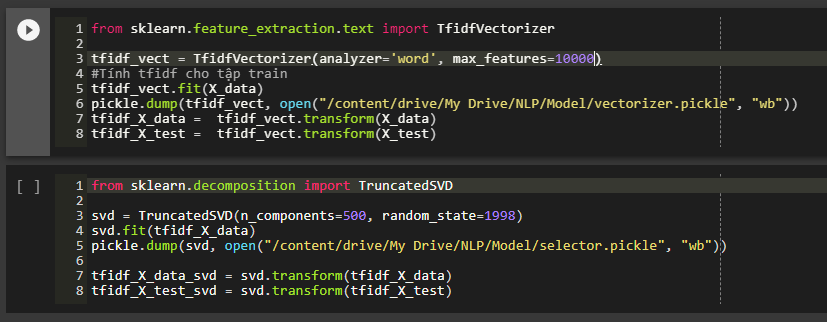 1 from sklearn.feature_extraction.text import TfidfVectorizer
2
3 tfidf_vect = TfidfVectorizer(analyzer='word', max_features=10000)
4 #Tính tfidf cho tập train
5 tfidf_vect.fit(X_data)
6 pickle.dump(tfidf_vect, open("/content/drive/My Drive/NLP/Model/vectorizer.pickle", "wb"))
7 tfidf_X_data =  tfidf_vect.transform(X_data)
8 tfidf_X_test =  tfidf_vect.transform(X_test)
[ ]
1 from sklearn.decomposition import TruncatedSVD
2
3 svd = TruncatedSVD(n_components=500, random_state=1998)
4 svd.fit(tfidf_X_data)
5 pickle.dump(svd, open("/content/drive/My Drive/NLP/Model/selector.pickle", "wb"))
6
7 tfidf_X_data_svd = svd.transform(tfidf_X_data)
8 tfidf_X_test_svd = svd.transform(tfidf_X_test)